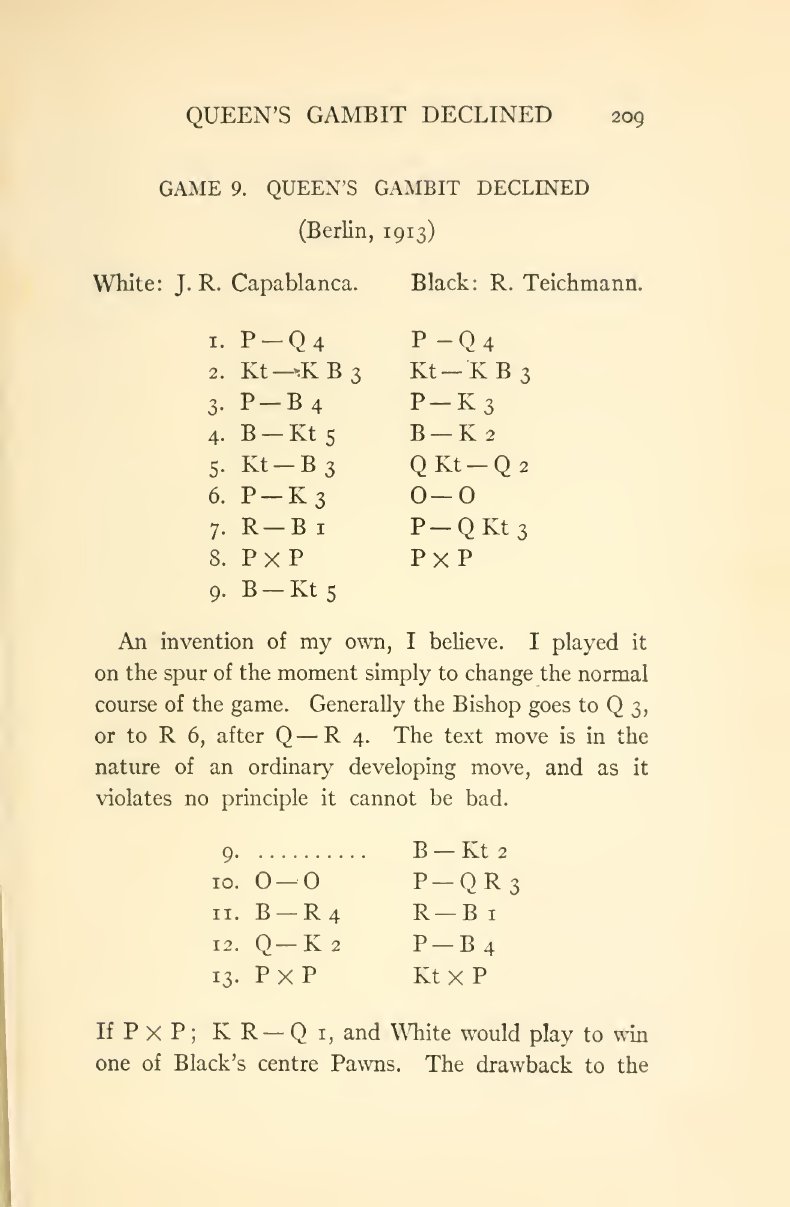 QUEEN'S GAMBIT DECLINED 209
GAME 9. QUEEN'S GAMBIT DECLINED
(Berlin, 1913)
White: J. R. Capablanca. Black: R. Teichmann.
1. P—Q 4 P—Q 4
2. Kt—K B 3 Kt—K B 3
3. P—B 4 P—K 3
4. B—Kt 5 B—K 2
5. Kt—B 3 Q Kt—Q 2
6. P—K 3 O—O
7. R—B 1 P—Q Kt 3
8. P × P P × P
9. B—Kt 5
An invention of my own, I believe. I played it
on the spur of the moment simply to change the normal
course of the game. Generally the Bishop goes to Q 3,
or to R 6, after Q—R 4. The text move is in the
nature of an ordinary developing move, and as it
violates no principle it cannot be bad.
9. .......... B—Kt 2
10. O—O P—Q R 3
11. B—R 4 R—B 1
12. Q—K 2 P—B 4
13. P × P Kt × P
If P × P; K R—Q 1, and White would play to win
one of Black's centre Pawns. The drawback to the